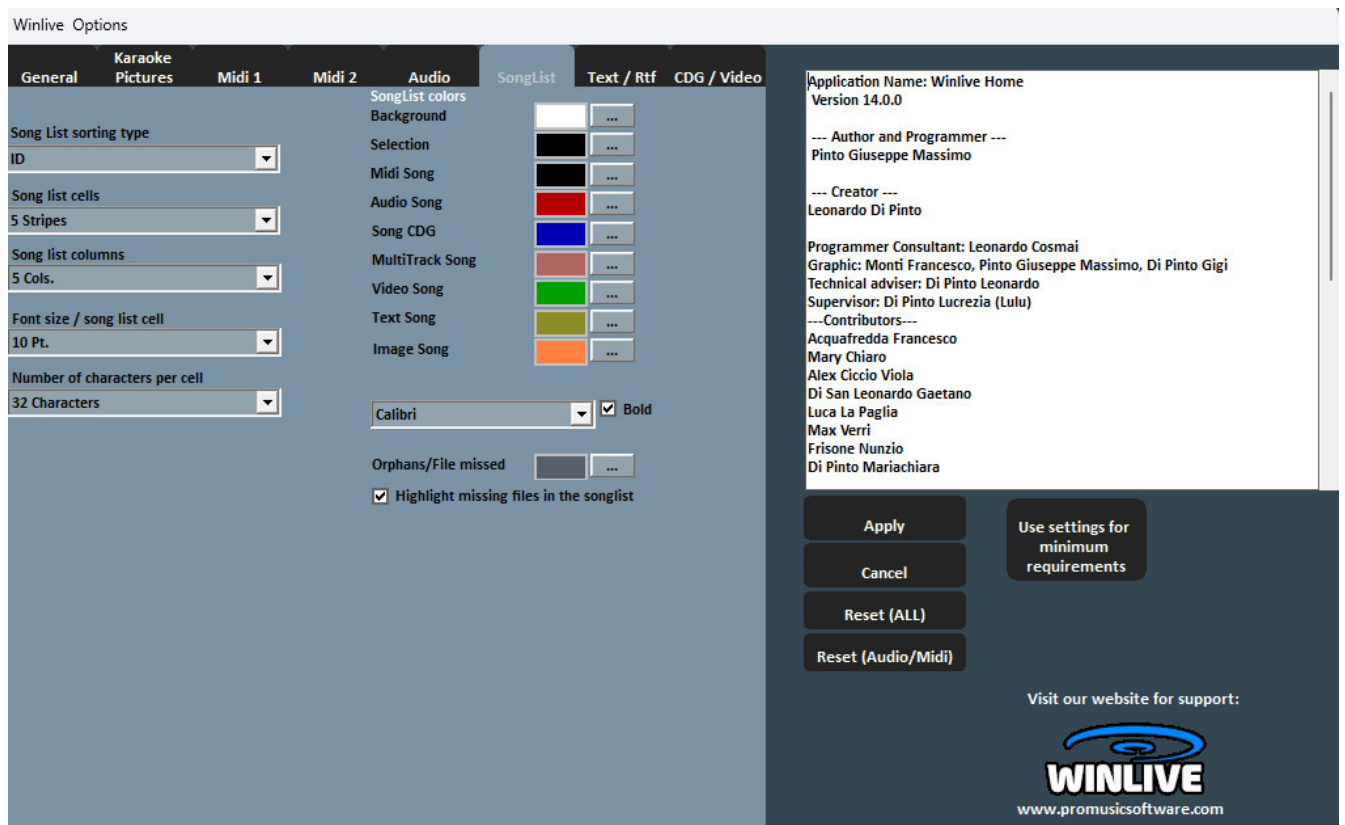 Winlive Options
General
Karaoke
Pictures
Midi 1
Midi 2
Audio
SongList
Text / Rtf
CDG / Video
Song List sorting type
ID
Song list cells
5 Stripes
Song list columns
5 Cols.
Font size / song list cell
10 Pt.
Number of characters per cell
32 Characters
SongList colors
Background
...
Selection
...
Midi Song
...
Audio Song
...
Song CDG
...
MultiTrack Song
...
Video Song
...
Text Song
...
Image Song
...
Calibri
Bold
Orphans/File missed
...
Highlight missing files in the songlist
Application Name: Winlive Home
Version 14.0.0
--- Author and Programmer ---
Pinto Giuseppe Massimo
--- Creator ---
Leonardo Di Pinto
Programmer Consultant: Leonardo Cosmai
Graphic: Monti Francesco, Pinto Giuseppe Massimo, Di Pinto Gigi
Technical adviser: Di Pinto Leonardo
Supervisor: Di Pinto Lucrezia (Lulu)
---Contributors---
Acquafredda Francesco
Mary Chiaro
Alex Ciccio Viola
Di San Leonardo Gaetano
Luca La Paglia
Max Verri
Frisone Nunzio
Di Pinto Mariachiara
Apply
Cancel
Reset (ALL)
Reset (Audio/Midi)
Use settings for
minimum
requirements
Visit our website for support:
WINLIVE
www.promusicsoftware.com